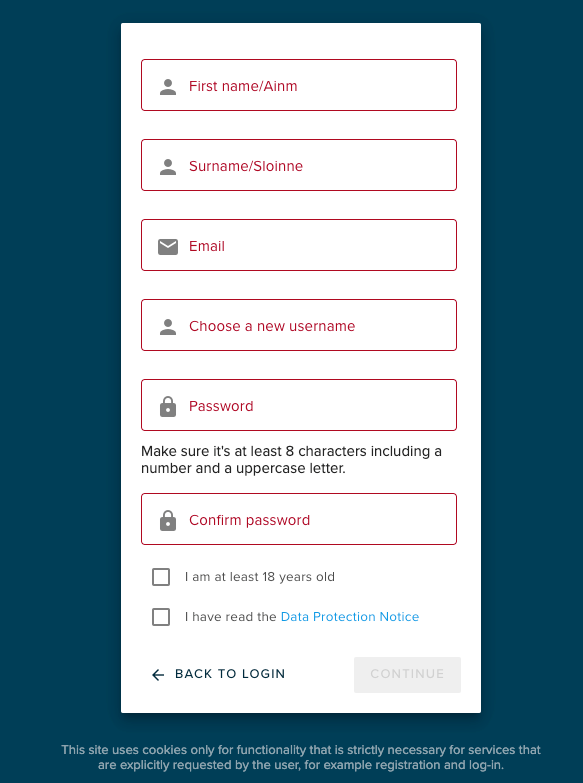 First name/Ainm
Surname/Sloinne
Email
Choose a new username
Password
Make sure it's at least 8 characters including a
number and a uppercase letter.
Confirm password
I am at least 18 years old
I have read the Data Protection Notice
BACK TO LOGIN
CONTINUE
This site uses cookies only for functionality that is strictly necessary for services that
are explicitly requested by the user, for example registration and log-in.